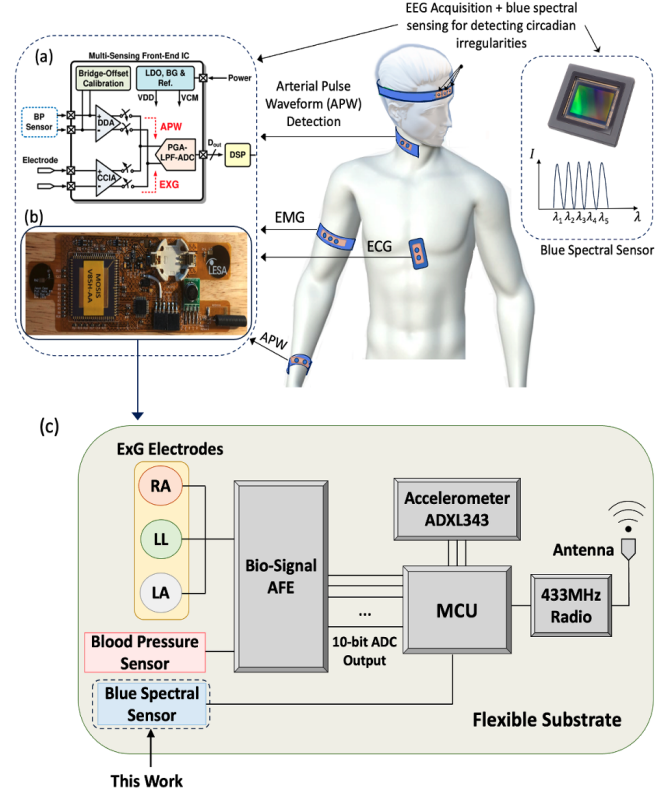 EEG Acquisition + blue spectral
sensing for detecting circadian
irregularities
(a)
Multi-Sensing Front-End IC
Bridge-Offset
Calibration
LDO, BG &
Ref.
Power
VDD
VCM
BP
Sensor
DDA
APW
PGA-
LPF-ADC
Dout
DSP
Electrode
CCIA
EXG
Arterial Pulse
Waveform (APW)
Detection
I
λ1 λ2 λ3 λ4 λ5
λ
Blue Spectral Sensor
(b)
EMG
ECG
MOSIS
V85H-AA
LESA
APW
(c)
ExG Electrodes
RA
LL
LA
Bio-Signal
AFE
Accelerometer
ADXL343
Antenna
MCU
433MHz
Radio
...
10-bit ADC
Output
Blood Pressure
Sensor
Blue Spectral
Sensor
Flexible Substrate
This Work